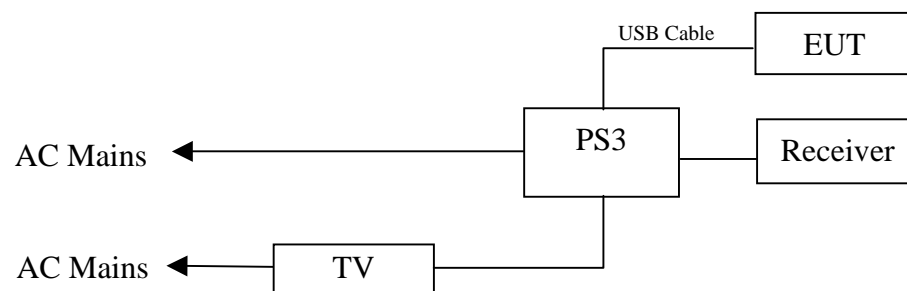 USB Cable
EUT
PS3
Receiver
AC Mains
AC Mains
TV